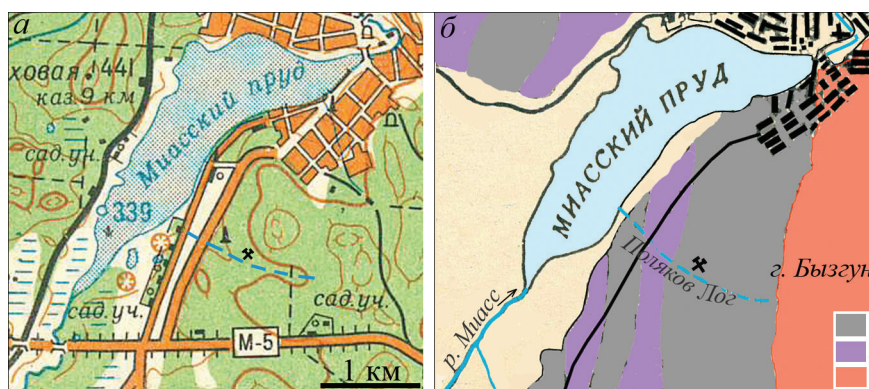 а
ховая 1441
каз. 9 км
Миасский пруд
сад. уч.
339
сад. уч.
сад. уч.
М-5
1 км
б
МИАССКИЙ ПРУД
Поляков Лог
г. Бызгун
р. Миасс